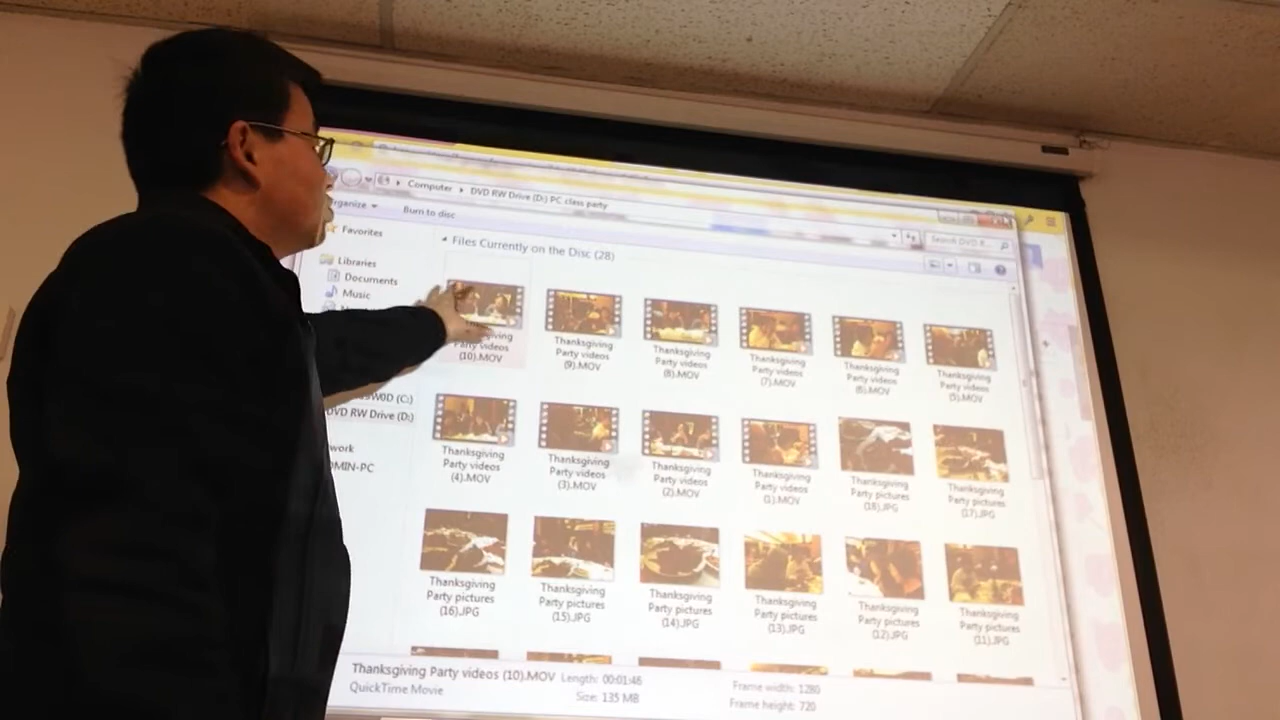 Computer ▸ DVD RW Drive (D:) PC class party
Burn to disc
Search DVD R...
Favorites
Libraries
Documents
Music
(C:)
DVD RW Drive (D:)
Files Currently on the Disc (28)
Party videos
(10).MOV
Thanksgiving
Party videos
(9).MOV
Thanksgiving
Party videos
(8).MOV
Thanksgiving
Party videos
(7).MOV
Thanksgiving
Party videos
(6).MOV
Thanksgiving
Party videos
(5).MOV
Thanksgiving
Party videos
(4).MOV
Thanksgiving
Party videos
(3).MOV
Thanksgiving
Party videos
(2).MOV
Thanksgiving
Party videos
(1).MOV
Thanksgiving
Party pictures
(18).JPG
Thanksgiving
Party pictures
(17).JPG
Thanksgiving
Party pictures
(16).JPG
Thanksgiving
Party pictures
(15).JPG
Thanksgiving
Party pictures
(14).JPG
Thanksgiving
Party pictures
(13).JPG
Thanksgiving
Party pictures
(12).JPG
Thanksgiving
Party pictures
(11).JPG
Thanksgiving Party videos (10).MOV Length: 00:01:46 Frame width: 1280
QuickTime Movie Size: 135 MB Frame height: 720